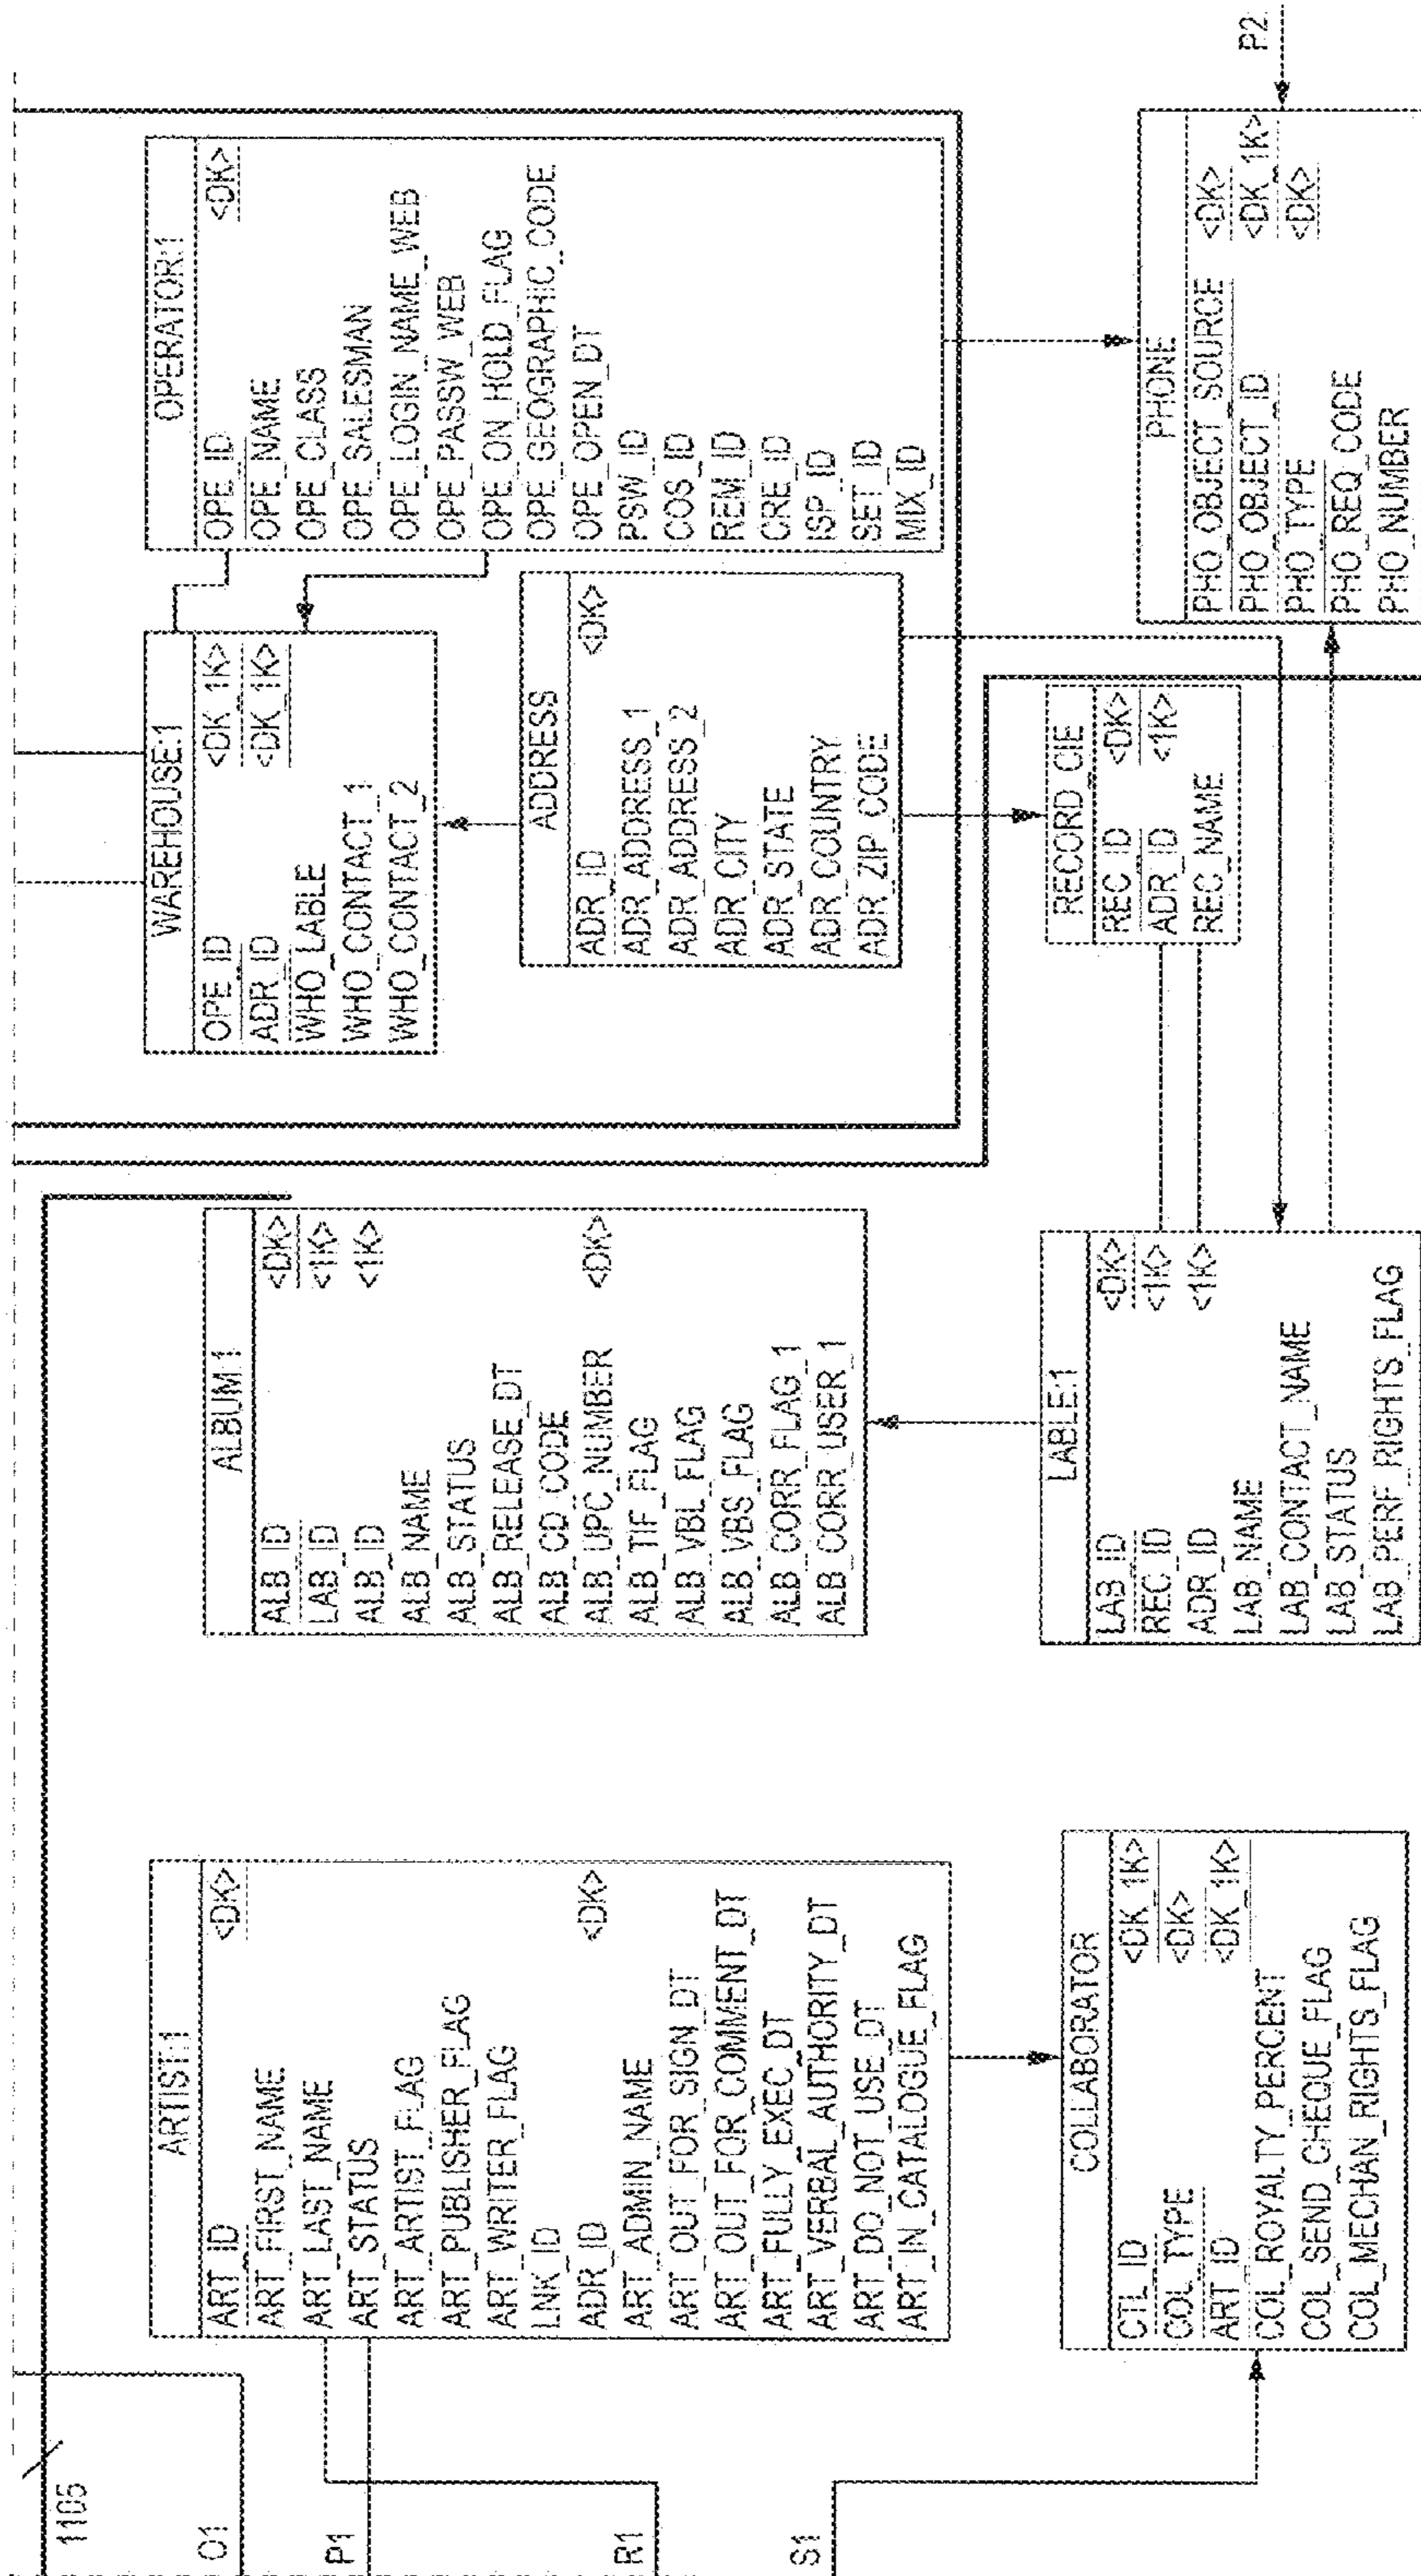 1105
O1
P1
R1
S1
ARTIST:1
ART_ID <DK>
ART_FIRST_NAME
ART_LAST_NAME
ART_STATUS
ART_ARTIST_FLAG
ART_PUBLISHER_FLAG
ART_WRITER_FLAG
LNK_ID
ADR_ID <DK>
ART_ADMIN_NAME
ART_OUT_FOR_SIGN_DT
ART_OUT_FOR_COMMENT_DT
ART_FULLY_EXEC_DT
ART_VERBAL_AUTHORITY_DT
ART_DO_NOT_USE_DT
ART_IN_CATALOGUE_FLAG
COLLABORATOR
CTL_ID <DK_1K>
COL_TYPE <DK>
ART_ID <DK_1K>
COL_ROYALTY_PERCENT
COL_SEND_CHEQUE_FLAG
COL_MECHAN_RIGHTS_FLAG
ALBUM:1
ALB_ID <DK>
LAB_ID <1K>
ALB_ID <1K>
ALB_NAME
ALB_STATUS
ALB_RELEASE_DT
ALB_CD_CODE
ALB_UPC_NUMBER <DK>
ALB_TIF_FLAG
ALB_VBL_FLAG
ALB_VBS_FLAG
ALB_CORR_FLAG_1
ALB_CORR_USER_1
LABLE:1
LAB_ID <DK>
REC_ID <1K>
ADR_ID <1K>
LAB_NAME
LAB_CONTACT_NAME
LAB_STATUS
LAB_PERF_RIGHTS_FLAG
WAREHOUSE:1
OPE_ID <DK_1K>
ADR_ID <DK_1K>
WHO_LABLE
WHO_CONTACT_1
WHO_CONTACT_2
ADDRESS
ADR_ID <DK>
ADR_ADDRESS_1
ADR_ADDRESS_2
ADR_CITY
ADR_STATE
ADR_COUNTRY
ADR_ZIP_CODE
RECORD_CIE
REC_ID <DK>
ADR_ID <1K>
REC_NAME
OPERATOR:1
OPE_ID <DK>
OPE_NAME
OPE_CLASS
OPE_SALESMAN
OPE_LOGIN_NAME_WEB
OPE_PASSW_WEB
OPE_ON_HOLD_FLAG
OPE_GEOGRAPHIC_CODE
OPE_OPEN_DT
PSW_ID
COS_ID
REM_ID
CRE_ID
ISP_ID
SET_ID
MIX_ID
PHONE
PHO_OBJECT_SOURCE <DK>
PHO_OBJECT_ID <DK_1K>
PHO_TYPE <DK>
PHO_REQ_CODE
PHO_NUMBER
P2